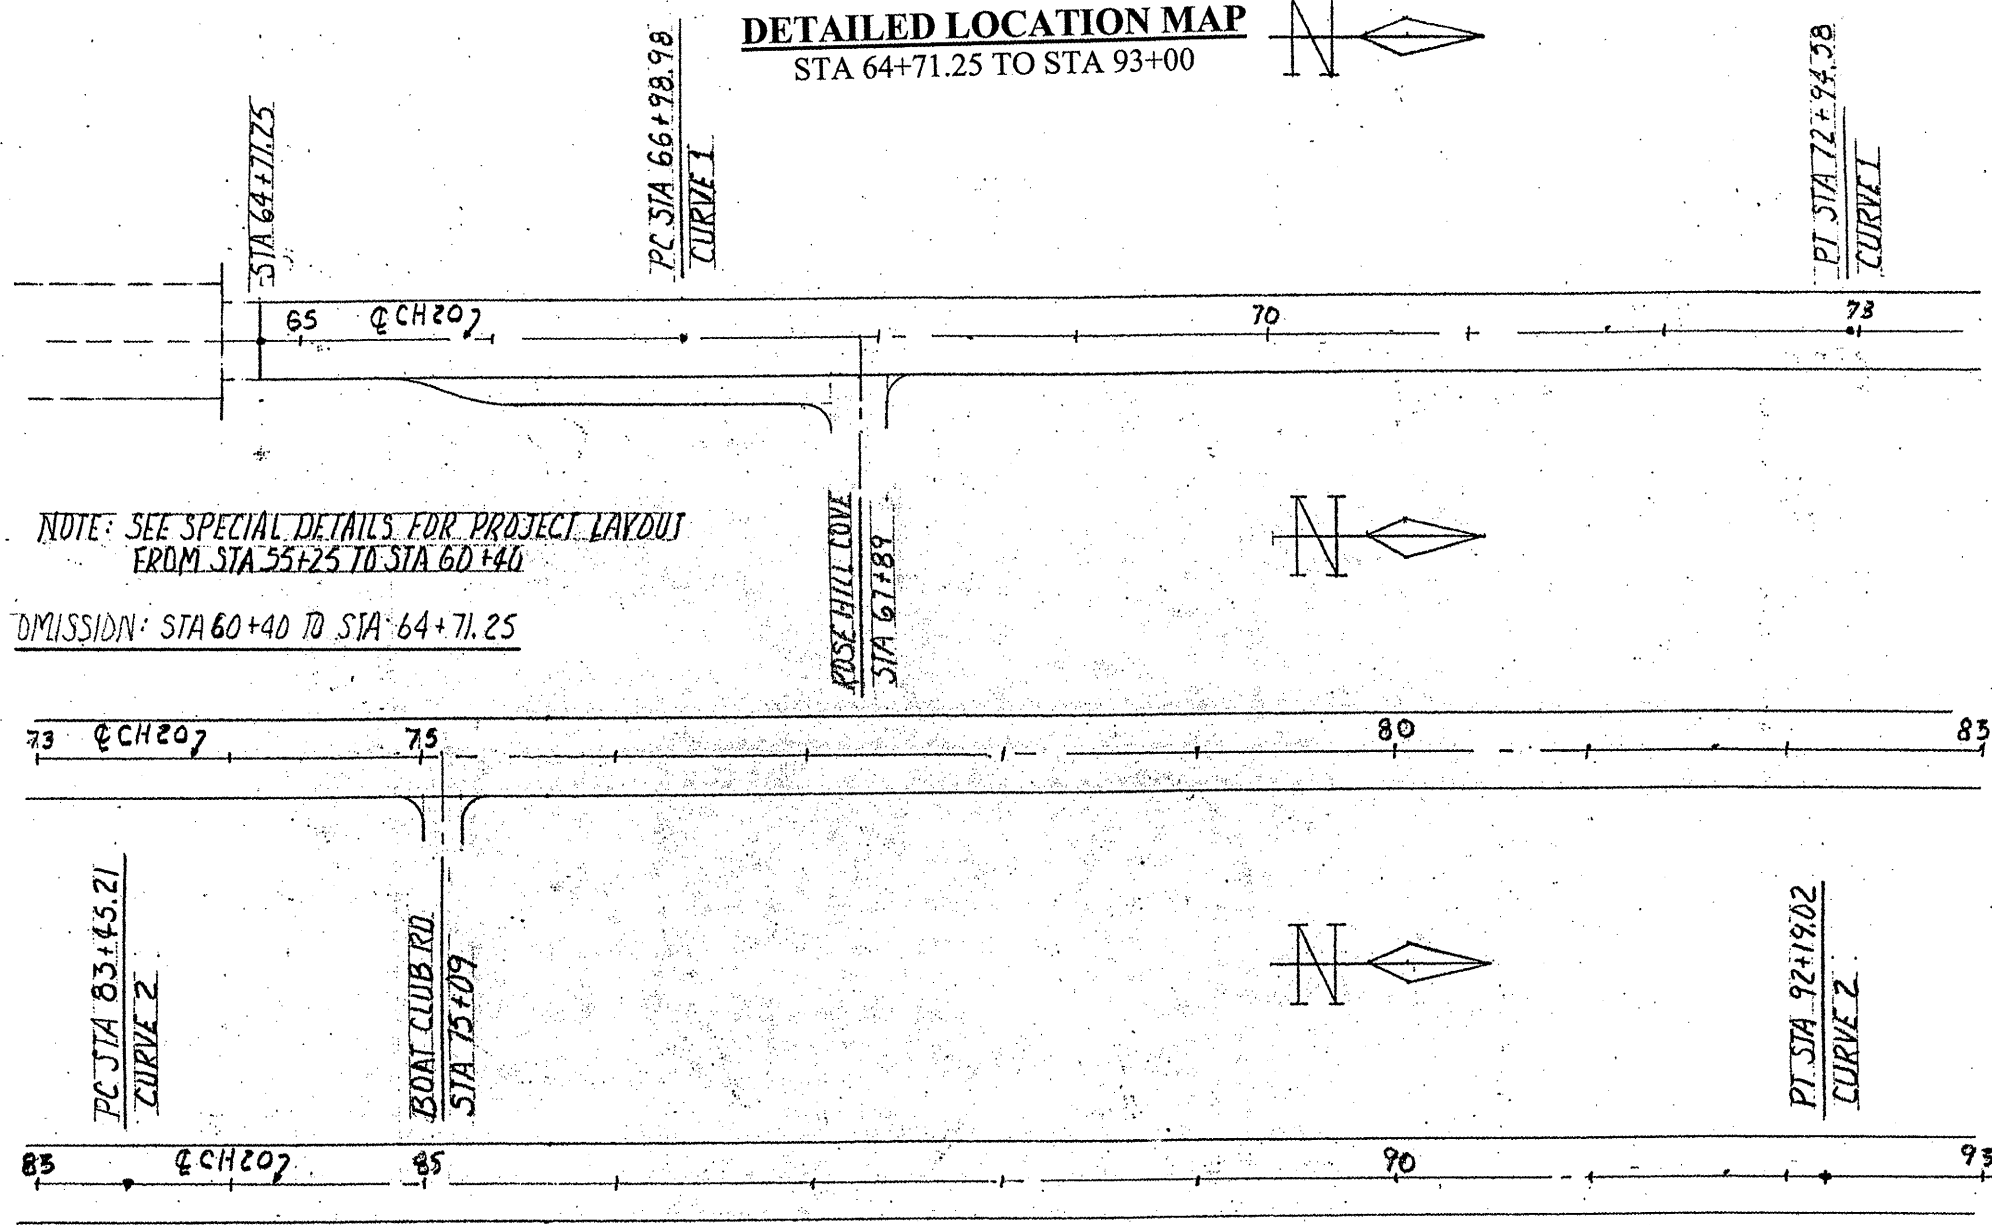 DETAILED LOCATION MAP
STA 64+71.25 TO STA 93+00
N
STA 64+71.25
PC STA 66+98.98
CURVE 1
PT STA 72+94.38
CURVE 1
65 ℄ CH 20 70 73
NOTE: SEE SPECIAL DETAILS FOR PROJECT LAYOUT
FROM STA 55+25 TO STA 60+40
OMISSION: STA 60+40 TO STA 64+71.25
ROSE HILL COVE
STA 67+89
N
73 ℄ CH 20 75 80 83
PC STA 83+45.21
CURVE 2
BOAT CLUB RD
STA 75+09
N
PT STA 92+19.02
CURVE 2
83 ℄ CH 20 85 90 93